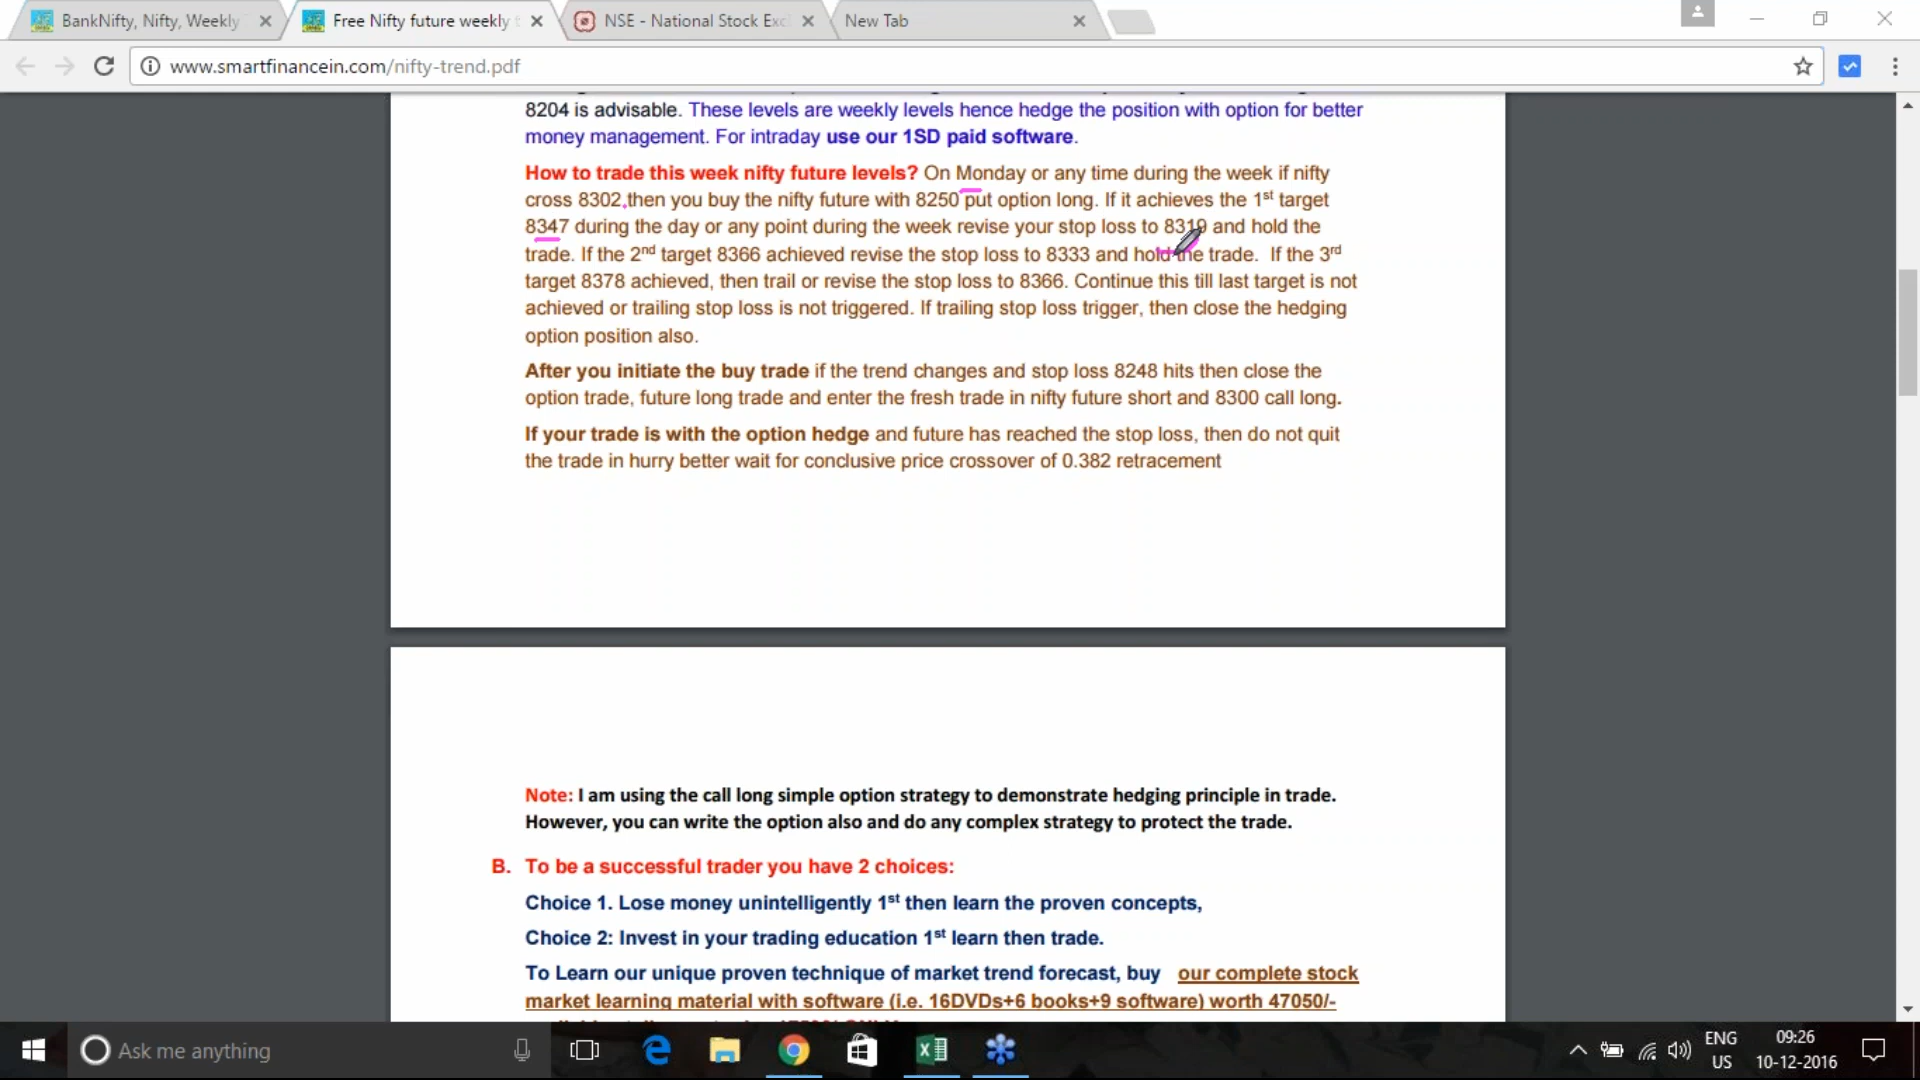 BankNifty, Nifty, Weekly
Free Nifty future weekly t
NSE - National Stock Exc
New Tab
www.smartfinancein.com/nifty-trend.pdf
8204 is advisable. These levels are weekly levels hence hedge the position with option for better
money management. For intraday use our 1SD paid software.
How to trade this week nifty future levels? On Monday or any time during the week if nifty
cross 8302,then you buy the nifty future with 8250 put option long. If it achieves the 1st target
8347 during the day or any point during the week revise your stop loss to 8319 and hold the
trade. If the 2nd target 8366 achieved revise the stop loss to 8333 and hold the trade. If the 3rd
target 8378 achieved, then trail or revise the stop loss to 8366. Continue this till last target is not
achieved or trailing stop loss is not triggered. If trailing stop loss trigger, then close the hedging
option position also.
After you initiate the buy trade if the trend changes and stop loss 8248 hits then close the
option trade, future long trade and enter the fresh trade in nifty future short and 8300 call long.
If your trade is with the option hedge and future has reached the stop loss, then do not quit
the trade in hurry better wait for conclusive price crossover of 0.382 retracement
Note: I am using the call long simple option strategy to demonstrate hedging principle in trade.
However, you can write the option also and do any complex strategy to protect the trade.
B. To be a successful trader you have 2 choices:
Choice 1. Lose money unintelligently 1st then learn the proven concepts,
Choice 2: Invest in your trading education 1st learn then trade.
To Learn our unique proven technique of market trend forecast, buy our complete stock
market learning material with software (i.e. 16DVDs+6 books+9 software) worth 47050/-
Ask me anything
ENG
US
09:26
10-12-2016